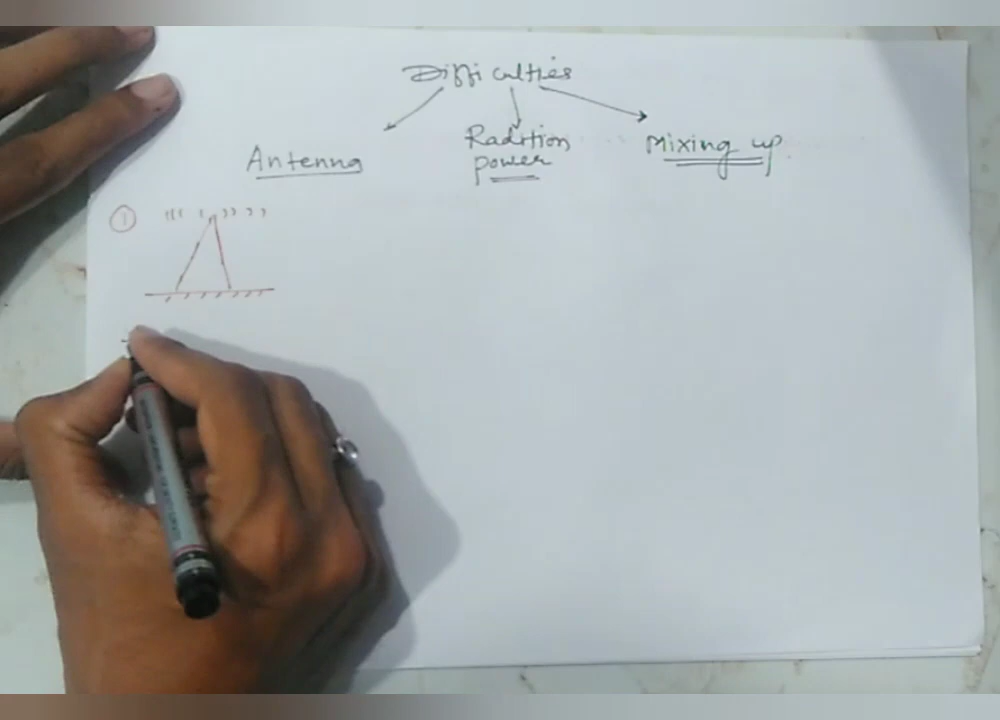 Difficulties
Antenna
Radition
power
Mixing up.
1